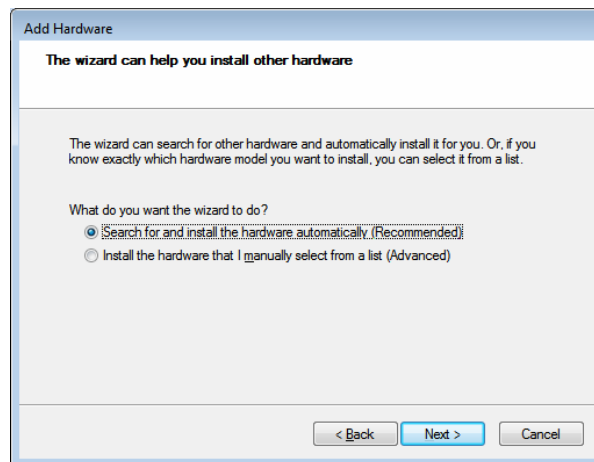 Add Hardware
The wizard can help you install other hardware
The wizard can search for other hardware and automatically install it for you. Or, if you
know exactly which hardware model you want to install, you can select it from a list.
What do you want the wizard to do?
Search for and install the hardware automatically (Recommended)
Install the hardware that I manually select from a list (Advanced)
< Back Next > Cancel